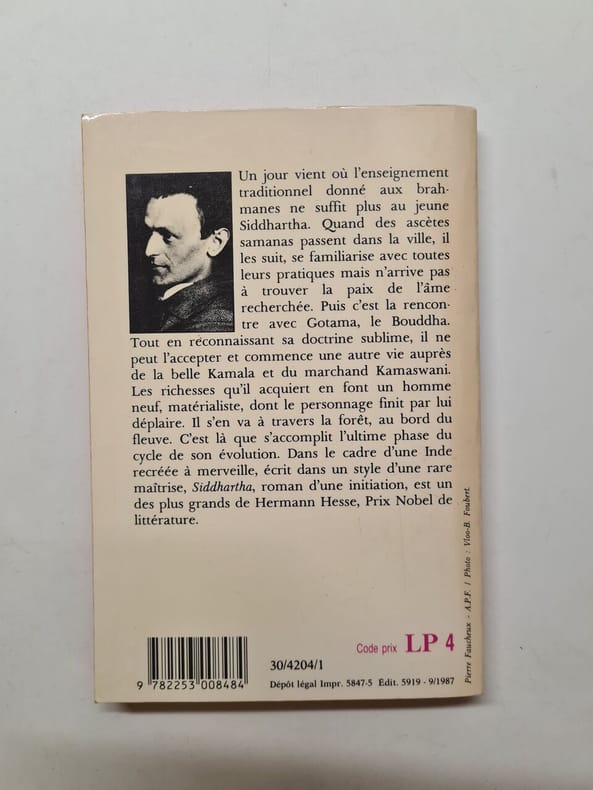 Un jour vient où l'enseignement
traditionnel donné aux brah-
manes ne suffit plus au jeune
Siddhartha. Quand des ascètes
samanas passent dans la ville, il
les suit, se familiarise avec toutes
leurs pratiques mais n'arrive pas
à trouver la paix de l'âme
recherchée. Puis c'est la rencon-
tre avec Gotama, le Bouddha.
Tout en reconnaissant sa doctrine sublime, il ne
peut l'accepter et commence une autre vie auprès
de la belle Kamala et du marchand Kamaswani.
Les richesses qu'il acquiert en font un homme
neuf, matérialiste, dont le personnage finit par lui
déplaire. Il s'en va à travers la forêt, au bord du
fleuve. C'est là que s'accomplit l'ultime phase du
cycle de son évolution. Dans le cadre d'une Inde
recréée à merveille, écrit dans un style d'une rare
maîtrise, Siddhartha, roman d'une initiation, est un
des plus grands de Hermann Hesse, Prix Nobel de
littérature.
Pierre Faucheux - A.P.F. / Photo : Vloo-B. Foubert.
Code prix LP 4
30/4204/1
9 782253 008484
Dépôt légal Impr. 5847-5 Édit. 5919 - 9/1987